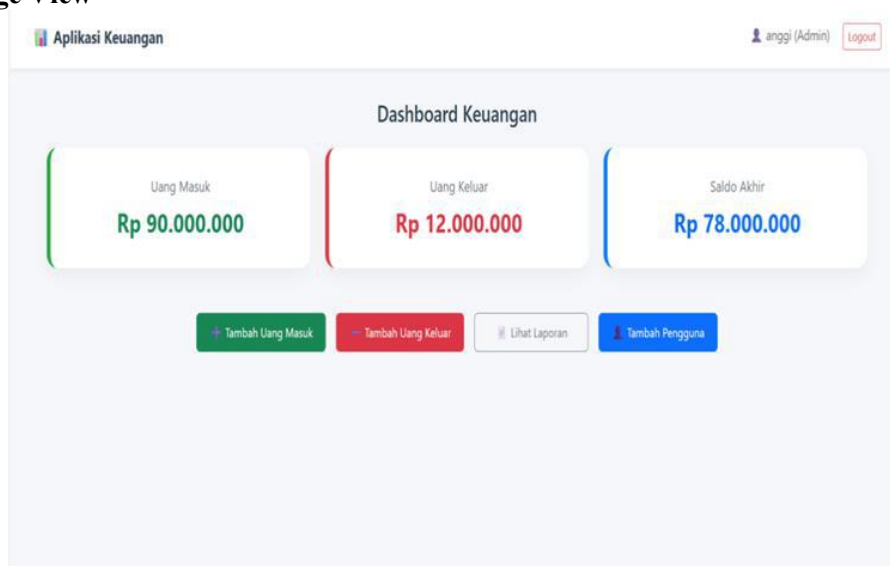 Aplikasi Keuangan
anggi (Admin)
Logout
Dashboard Keuangan
Uang Masuk
Rp 90.000.000
Uang Keluar
Rp 12.000.000
Saldo Akhir
Rp 78.000.000
Tambah Uang Masuk
Tambah Uang Keluar
Lihat Laporan
Tambah Pengguna